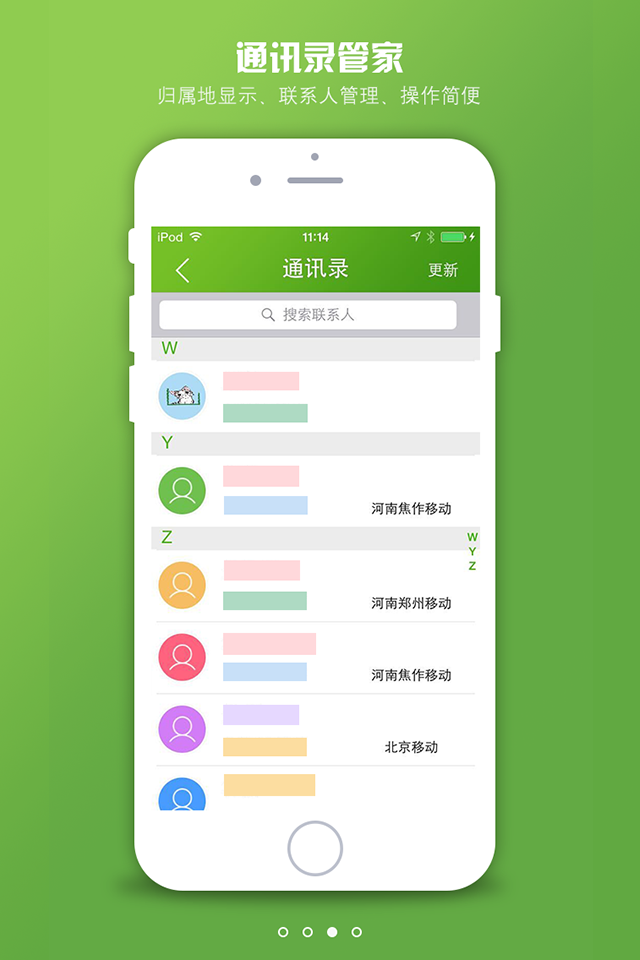 通讯录管家
归属地显示、联系人管理、操作简便
iPod 11:14
通讯录 更新
搜索联系人
W
Y
河南焦作移动
Z
W
Y
Z
河南郑州移动
河南焦作移动
北京移动